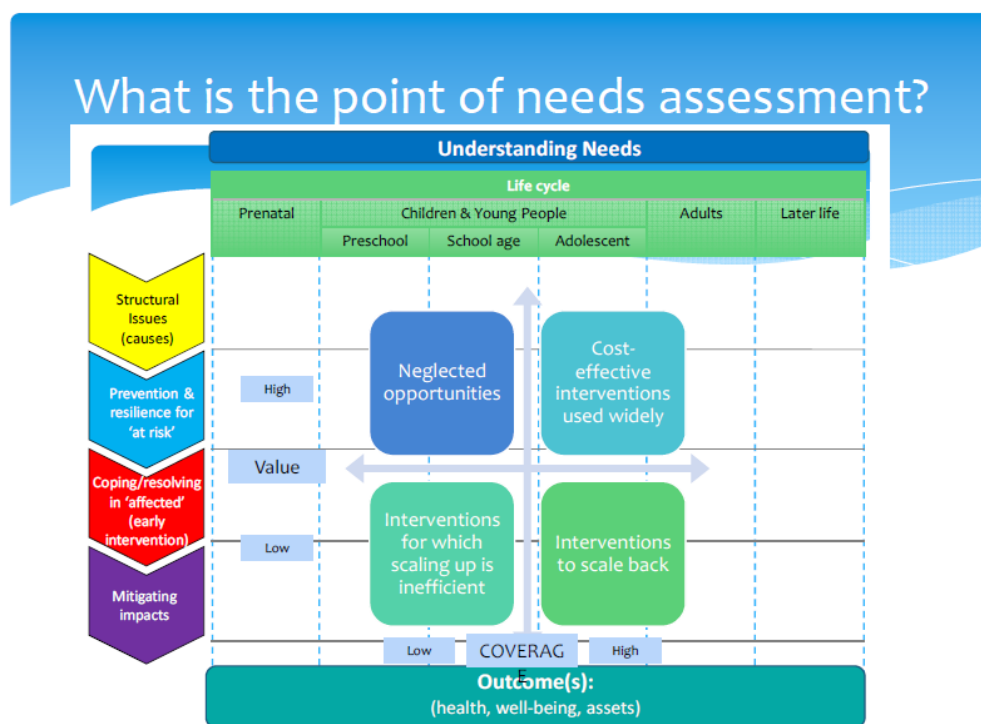 What is the point of needs assessment?
Understanding Needs
Life cycle
Prenatal
Children & Young People
Adults
Later life
Preschool
School age
Adolescent
Structural
Issues
(causes)
Prevention &
resilience for
'at risk'
Coping/resolving
in 'affected'
(early
intervention)
Mitigating
impacts
High
Value
Low
Neglected
opportunities
Cost-
effective
interventions
used widely
Interventions
for which
scaling up is
inefficient
Interventions
to scale back
Low
COVERAG
E
High
Outcome(s):
(health, well-being, assets)